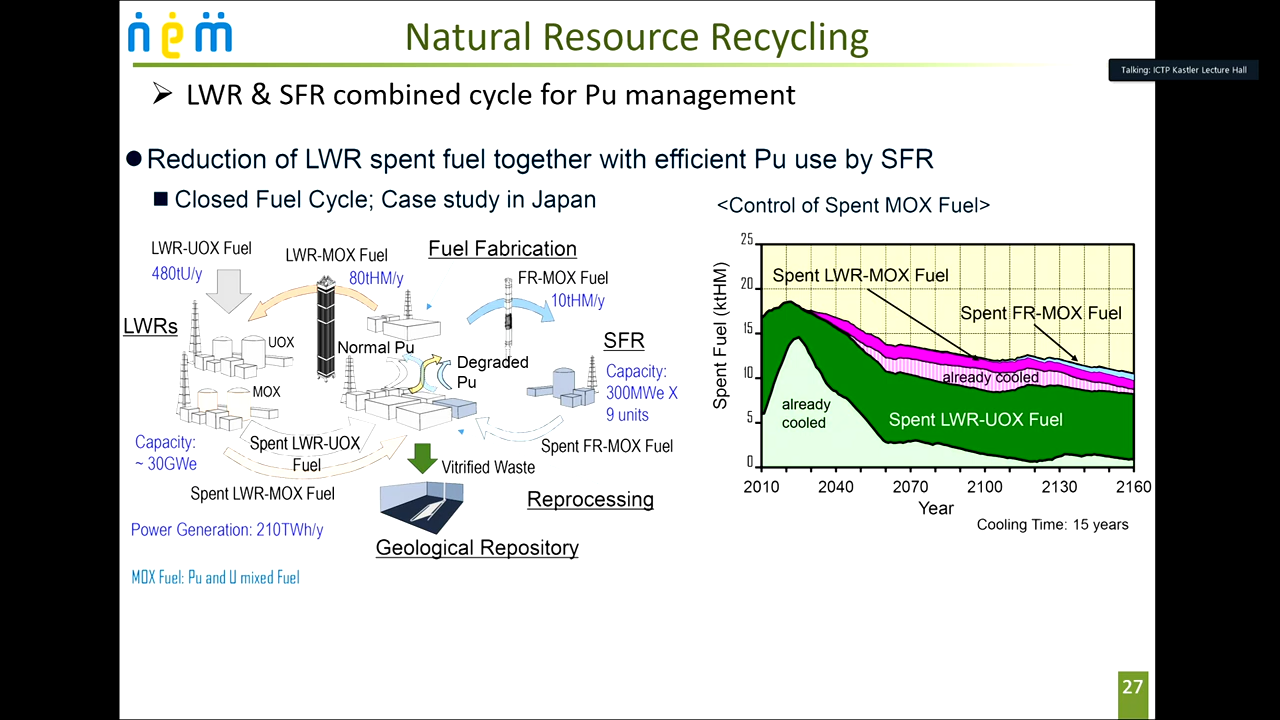 nem
Natural Resource Recycling
Talking: ICTP Kastler Lecture Hall
➢ LWR & SFR combined cycle for Pu management
● Reduction of LWR spent fuel together with efficient Pu use by SFR
■ Closed Fuel Cycle; Case study in Japan
LWR-UOX Fuel
480tU/y
LWR-MOX Fuel
80tHM/y
Fuel Fabrication
FR-MOX Fuel
10tHM/y
LWRs
UOX
MOX
Normal Pu
Degraded
Pu
SFR
Capacity:
300MWe X
9 units
Capacity:
~ 30GWe
Spent LWR-UOX
Fuel
Spent LWR-MOX Fuel
Spent FR-MOX Fuel
Vitrified Waste
Reprocessing
Power Generation: 210TWh/y
Geological Repository
MOX Fuel: Pu and U mixed Fuel
<Control of Spent MOX Fuel>
Spent Fuel (ktHM)
25
20
15
10
5
0
Spent LWR-MOX Fuel
Spent FR-MOX Fuel
already cooled
already
cooled
Spent LWR-UOX Fuel
2010 2040 2070 2100 2130 2160
Year
Cooling Time: 15 years
27